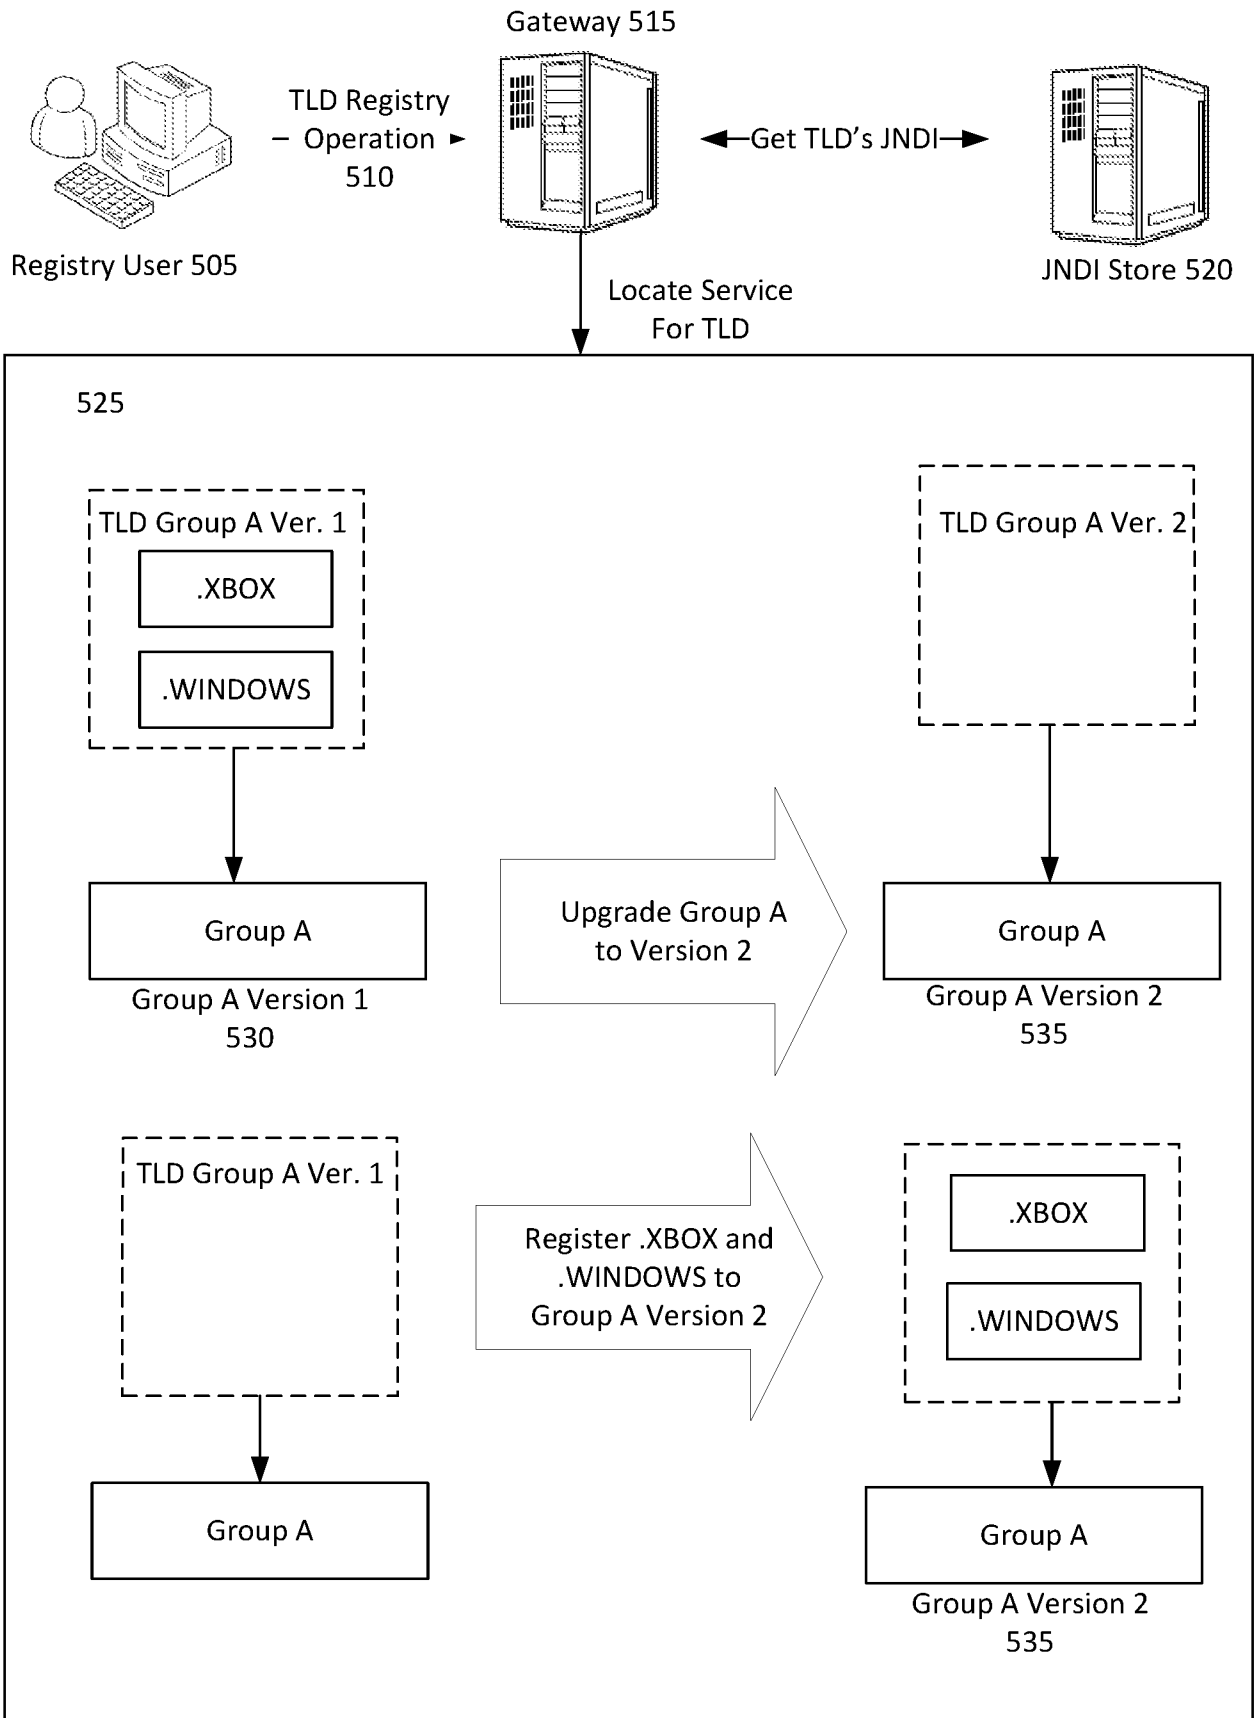 Gateway 515
TLD Registry
Operation
510
Get TLD's JNDI
Registry User 505
JNDI Store 520
Locate Service
For TLD
525
TLD Group A Ver. 1
.XBOX
.WINDOWS
TLD Group A Ver. 2
Group A
Group A Version 1
530
Upgrade Group A
to Version 2
Group A
Group A Version 2
535
TLD Group A Ver. 1
Register .XBOX and
.WINDOWS to
Group A Version 2
.XBOX
.WINDOWS
Group A
Group A
Group A Version 2
535